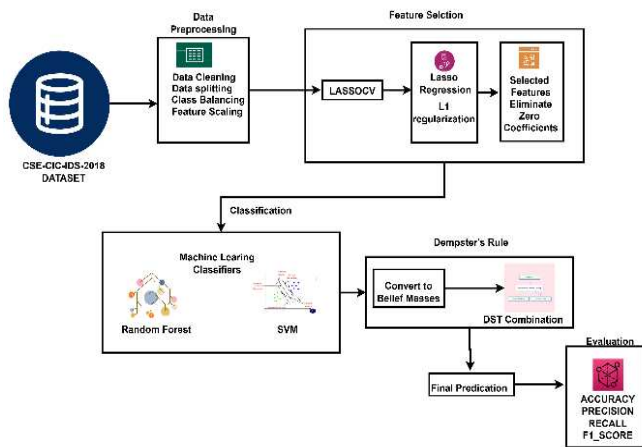 Data
Preprocessing
Data Cleaning
Data splitting
Class Balancing
Feature Scaling
CSE-CIC-IDS-2018
DATASET
Feature Selction
LASSOCV
Lasso
Regression
L1
regularization
Selected
Features
Eliminate
Zero
Coefficients
Classification
Machine Learing
Classifiers
Random Forest
SVM
Dempster's Rule
Convert to
Belief Masses
DST Combination
Final Predication
Evaluation
ACCURACY
PRECISION
RECALL
F1_SCORE